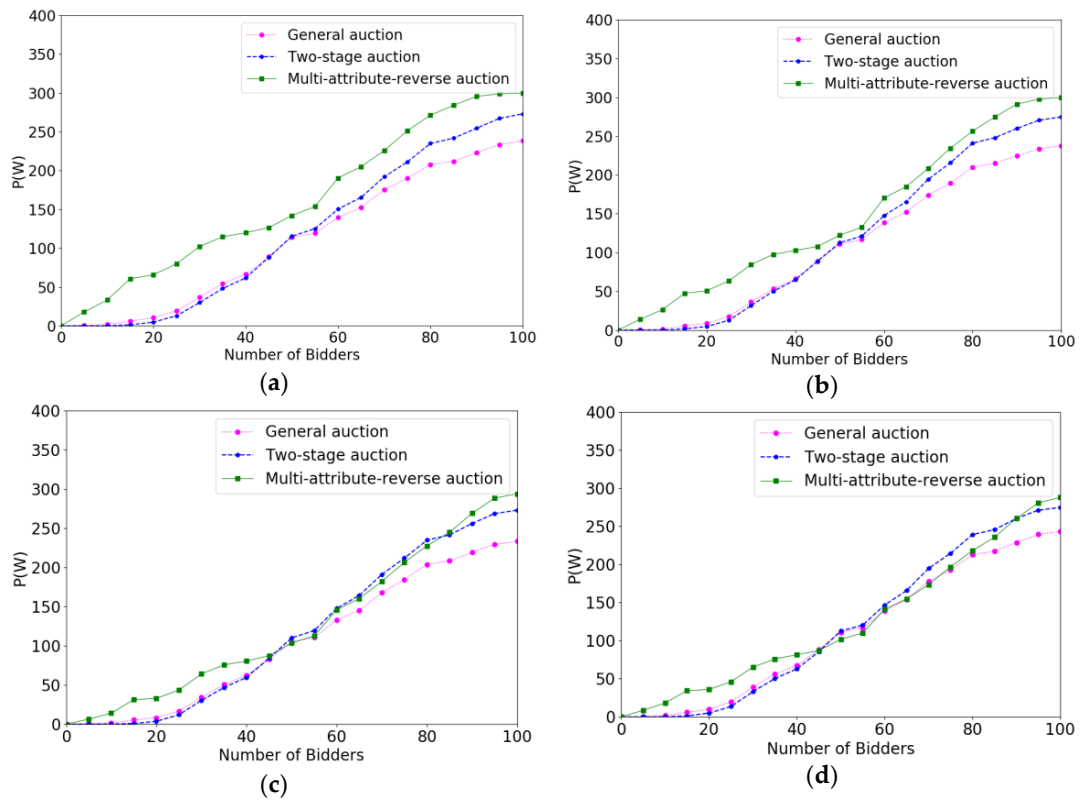 400
350
300
250
200
150
100
50
0
P(W)
General auction
Two-stage auction
Multi-attribute-reverse auction
0 20 40 60 80 100
Number of Bidders
(a)
400
350
300
250
200
150
100
50
0
P(W)
General auction
Two-stage auction
Multi-attribute-reverse auction
0 20 40 60 80 100
Number of Bidders
(b)
400
350
300
250
200
150
100
50
0
P(W)
General auction
Two-stage auction
Multi-attribute-reverse auction
0 20 40 60 80 100
Number of Bidders
(c)
400
350
300
250
200
150
100
50
0
P(W)
General auction
Two-stage auction
Multi-attribute-reverse auction
0 20 40 60 80 100
Number of Bidders
(d)